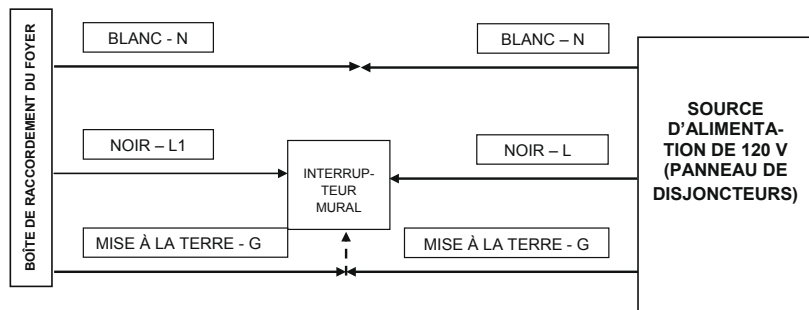 BOÎTE DE RACCORDEMENT DU FOYER
BLANC - N
BLANC – N
NOIR – L1
INTERRUP-
TEUR
MURAL
NOIR – L
MISE À LA TERRE - G
MISE À LA TERRE - G
SOURCE
D'ALIMENTA-
TION DE 120 V
(PANNEAU DE
DISJONCTEURS)